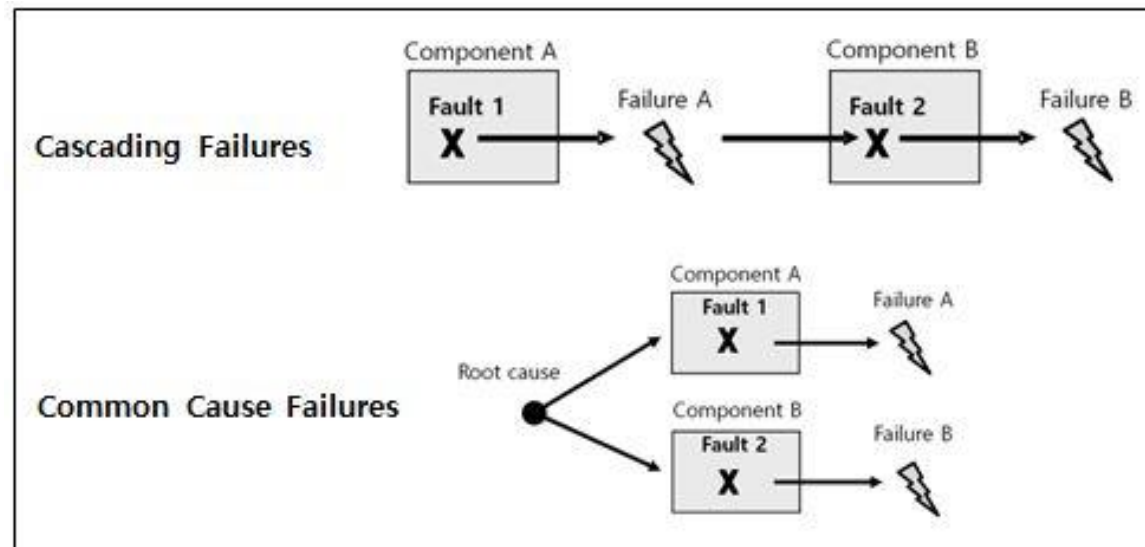 Component A
Component B
Fault 1
Failure A
Fault 2
Failure B
X
X
Cascading Failures
Component A
Fault 1
Failure A
X
Root cause
Common Cause Failures
Component B
Fault 2
Failure B
X